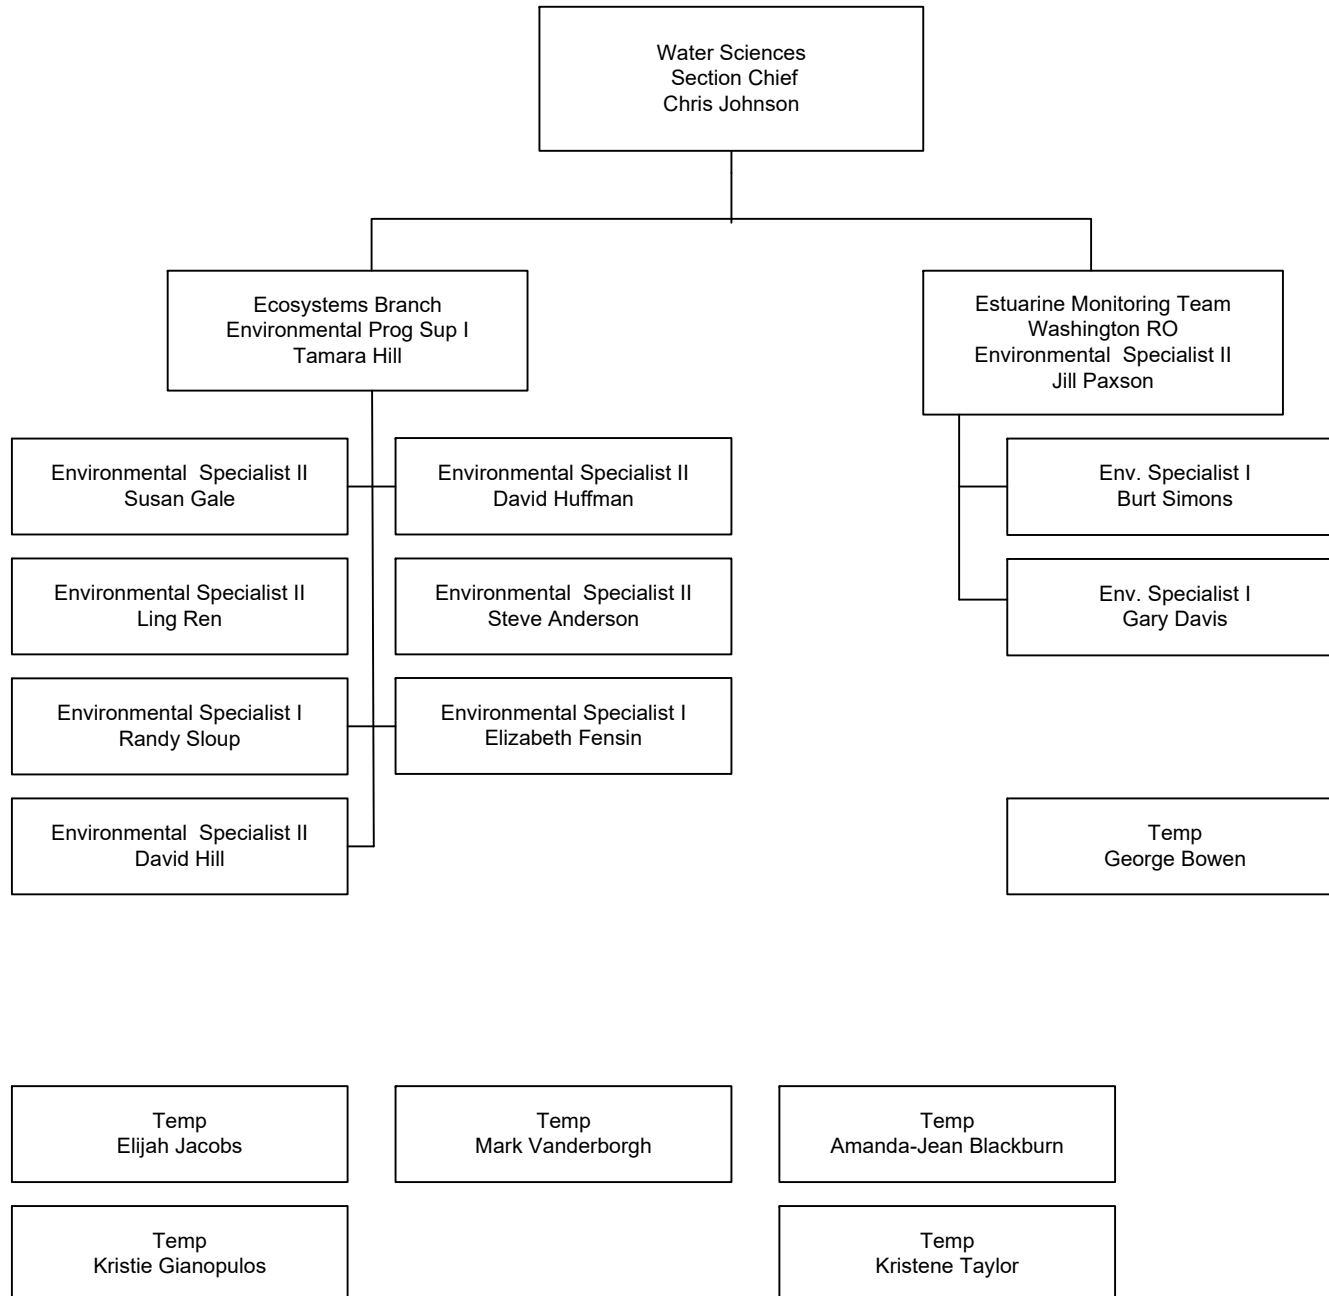 Water Sciences
Section Chief
Chris Johnson
Ecosystems Branch
Environmental Prog Sup I
Tamara Hill
Estuarine Monitoring Team
Washington RO
Environmental  Specialist II
Jill Paxson
Environmental  Specialist II
Susan Gale
Environmental Specialist II
David Huffman
Env. Specialist I
Burt Simons
Environmental Specialist II
Ling Ren
Environmental  Specialist II
Steve Anderson
Env. Specialist I
Gary Davis
Environmental Specialist I
Randy Sloup
Environmental Specialist I
Elizabeth Fensin
Environmental  Specialist II
David Hill
Temp
George Bowen
Temp
Elijah Jacobs
Temp
Mark Vanderborgh
Temp
Amanda-Jean Blackburn
Temp
Kristie Gianopulos
Temp
Kristene Taylor